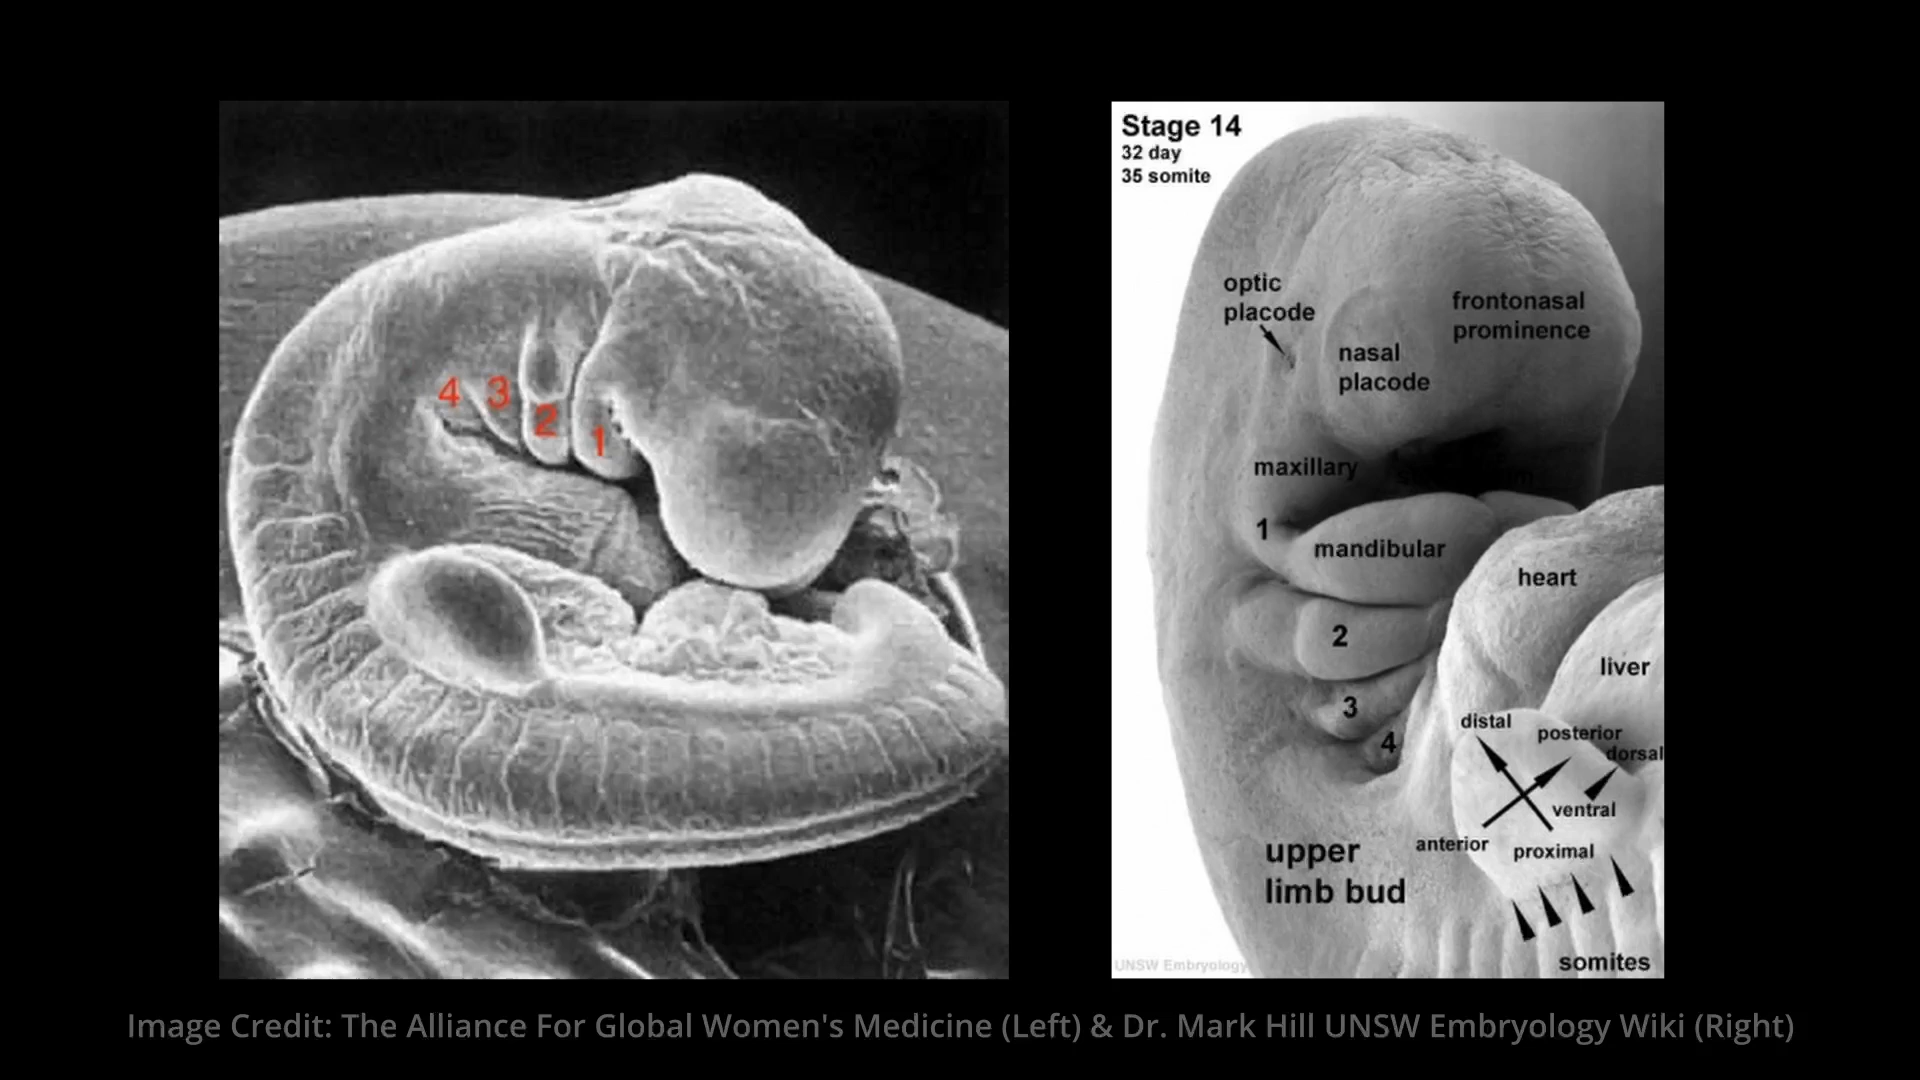 4 3 2 1
Stage 14
32 day
35 somite
optic
placode
frontonasal
prominence
nasal
placode
maxillary
1
mandibular
heart
2
liver
3
distal
posterior
4
dorsal
ventral
anterior
proximal
upper
limb bud
somites
UNSW Embryology
Image Credit: The Alliance For Global Women's Medicine (Left) & Dr. Mark Hill UNSW Embryology Wiki (Right)